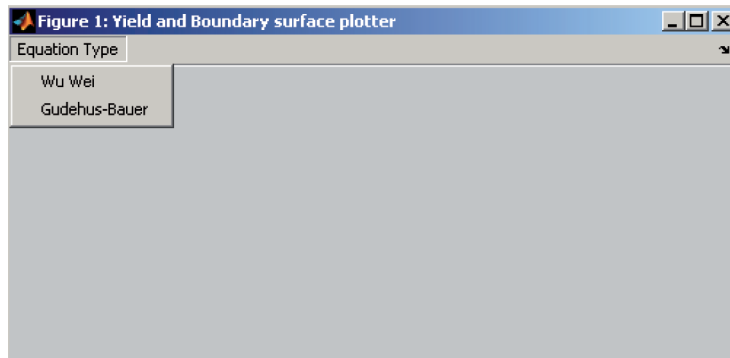 Figure 1: Yield and Boundary surface plotter
Equation Type
Wu Wei
Gudehus-Bauer